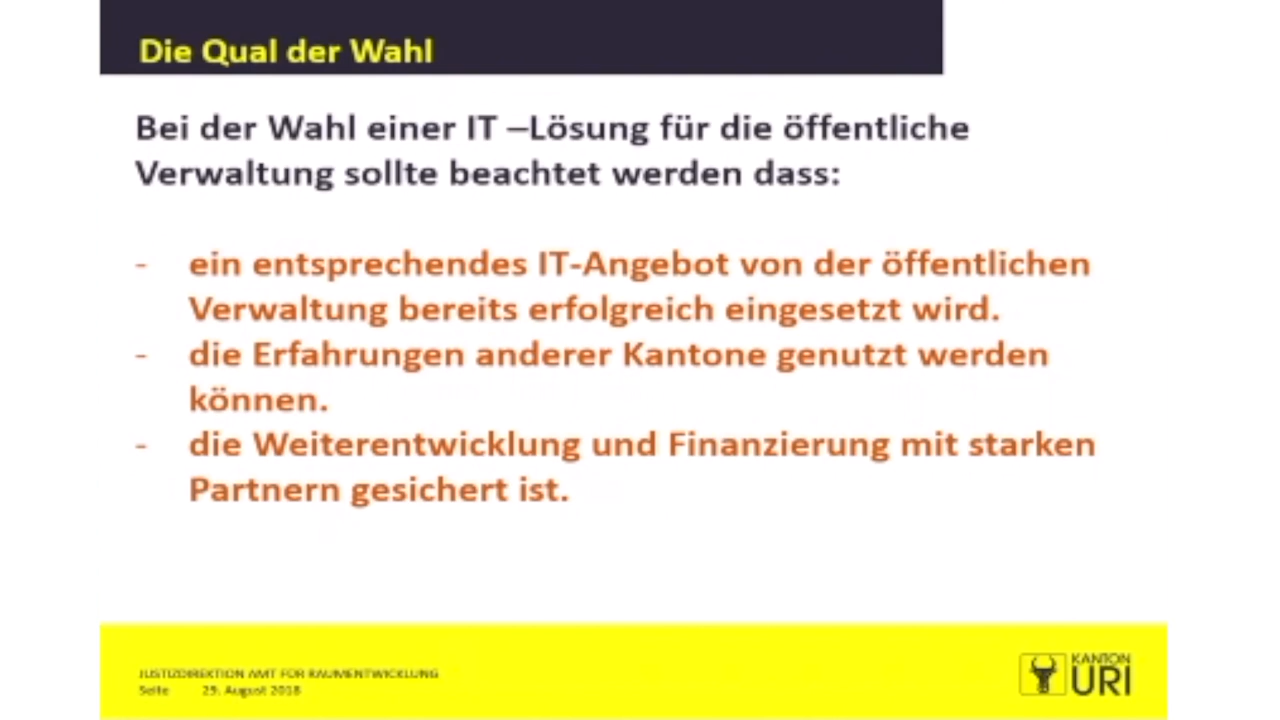 Die Qual der Wahl
Bei der Wahl einer IT –Lösung für die öffentliche
Verwaltung sollte beachtet werden dass:
- ein entsprechendes IT-Angebot von der öffentlichen
Verwaltung bereits erfolgreich eingesetzt wird.
- die Erfahrungen anderer Kantone genutzt werden
können.
- die Weiterentwicklung und Finanzierung mit starken
Partnern gesichert ist.
JUSTIZDIREKTION AMT FÜR RAUMENTWICKLUNG
Seite 29. August 2018
KANTON
URI